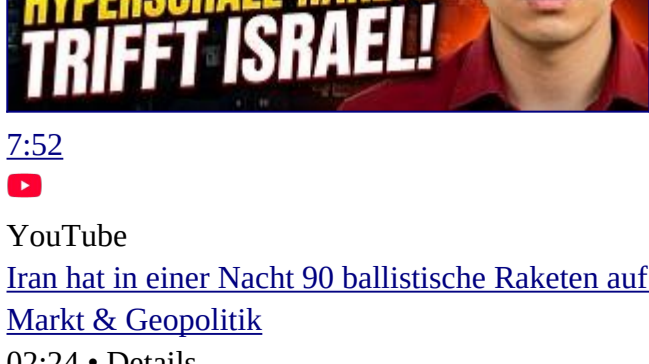 TRIFFT ISRAEL!
7:52
YouTube
Iran hat in einer Nacht 90 ballistische Raketen auf
Markt & Geopolitik
02:24 • Details